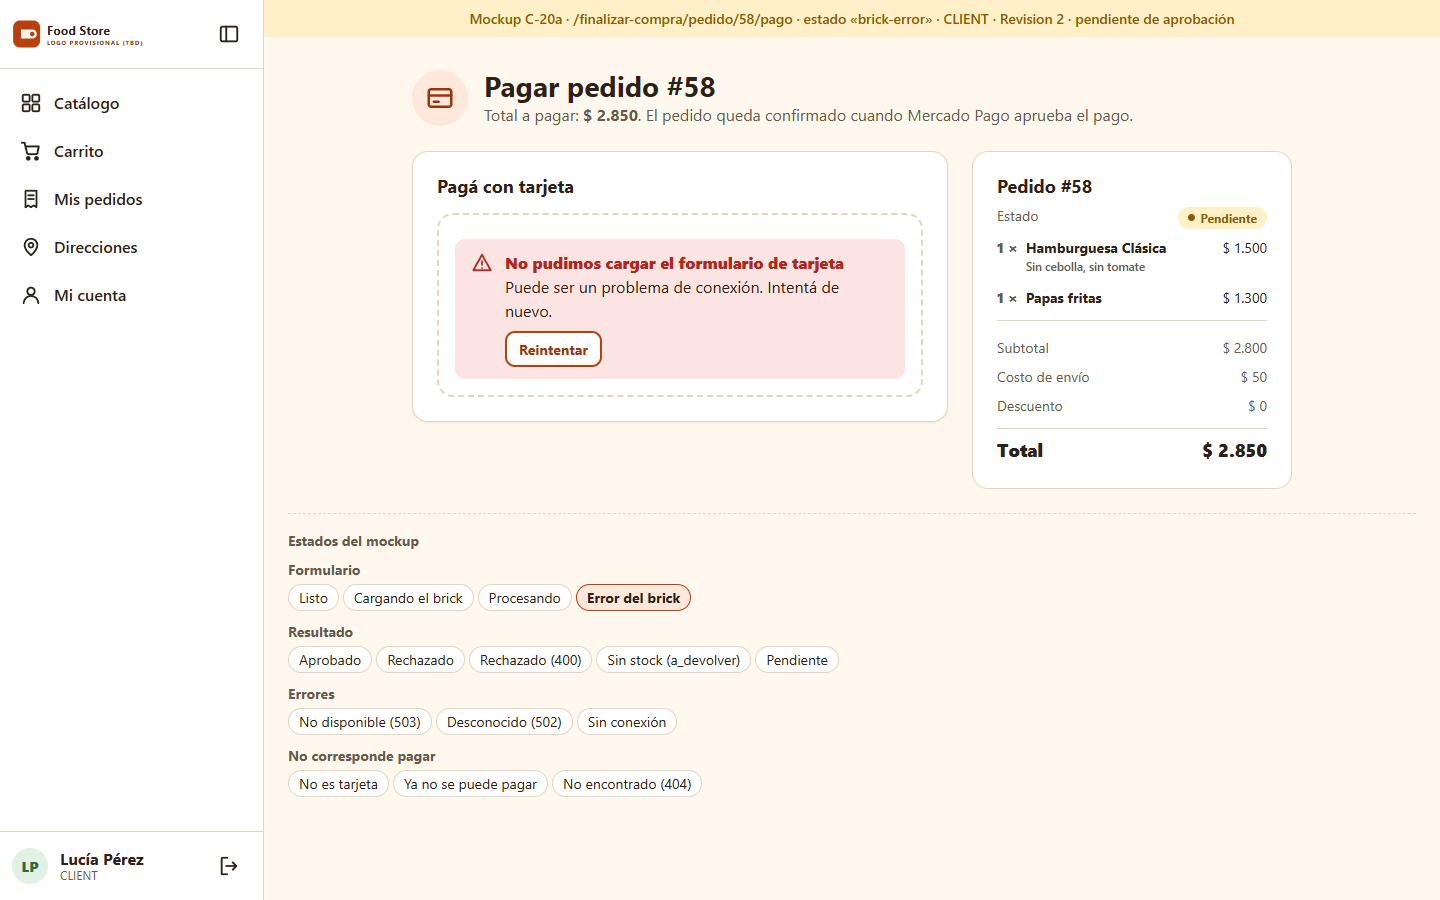 Mockup C-20a · /finalizar-compra/pedido/58/pago · estado «brick-error» · CLIENT · Revision 2 · pendiente de aprobación
Food Store
LOGO PROVISIONAL (TBD)
Catálogo
Carrito
Mis pedidos
Direcciones
Mi cuenta
LP
Lucía Pérez
CLIENT
Pagar pedido #58
Total a pagar: $ 2.850. El pedido queda confirmado cuando Mercado Pago aprueba el pago.
Pagá con tarjeta
No pudimos cargar el formulario de tarjeta
Puede ser un problema de conexión. Intentá de
nuevo.
Reintentar
Pedido #58
Estado Pendiente
1 × Hamburguesa Clásica $ 1.500
Sin cebolla, sin tomate
1 × Papas fritas $ 1.300
Subtotal $ 2.800
Costo de envío $ 50
Descuento $ 0
Total $ 2.850
Estados del mockup
Formulario
Listo Cargando el brick Procesando Error del brick
Resultado
Aprobado Rechazado Rechazado (400) Sin stock (a_devolver) Pendiente
Errores
No disponible (503) Desconocido (502) Sin conexión
No corresponde pagar
No es tarjeta Ya no se puede pagar No encontrado (404)